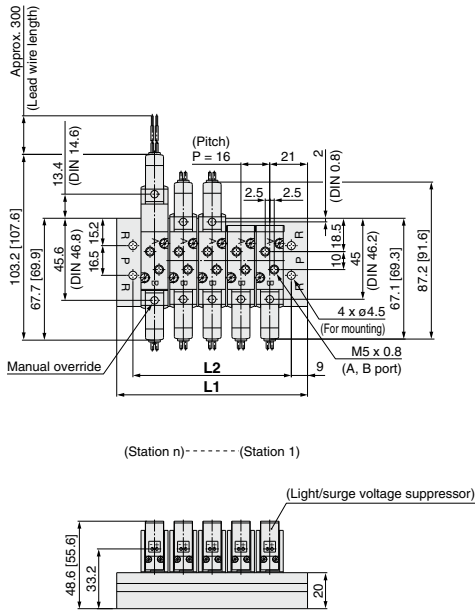 Approx. 300
(Lead wire length)
13.4
(DIN 14.6)
(Pitch)
P = 16
21
2
(DIN 0.8)
2.5
2.5
103.2 [107.6]
67.7 [69.9]
45.6
(DIN 46.8)
16.5
15.2
R
P
R
A
A
A
B
B
B
R
P
R
18.5
10
45
(DIN 46.2)
67.1 [69.3]
87.2 [91.6]
4 x ø4.5
(For mounting)
M5 x 0.8
(A, B port)
Manual override
L2
9
L1
(Station n)------- (Station 1)
(Light/surge voltage suppressor)
48.6 [55.6]
33.2
20